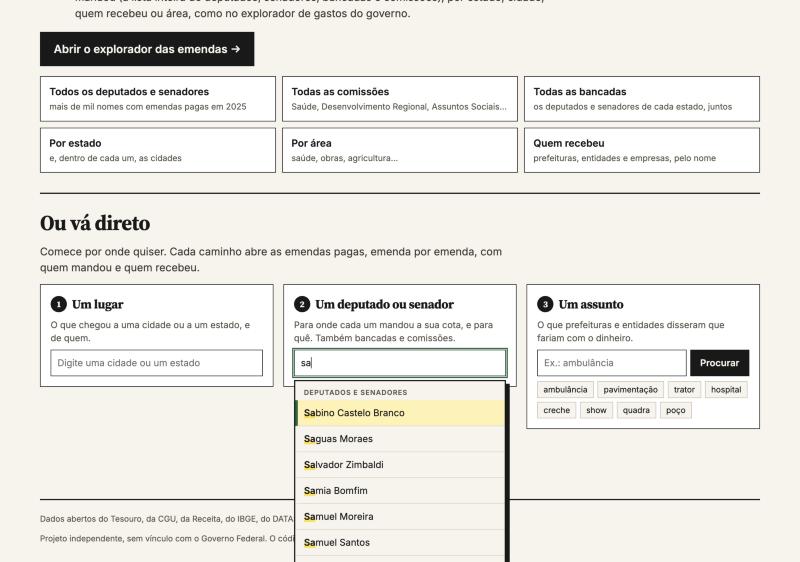 quem recebeu ou área, como no explorador de gastos do governo.
Abrir o explorador das emendas →
Todos os deputados e senadores
mais de mil nomes com emendas pagas em 2025
Todas as comissões
Saúde, Desenvolvimento Regional, Assuntos Sociais...
Todas as bancadas
os deputados e senadores de cada estado, juntos
Por estado
e, dentro de cada um, as cidades
Por área
saúde, obras, agricultura...
Quem recebeu
prefeituras, entidades e empresas, pelo nome
Ou vá direto
Comece por onde quiser. Cada caminho abre as emendas pagas, emenda por emenda, com
quem mandou e quem recebeu.
1 Um lugar
O que chegou a uma cidade ou a um estado, e
de quem.
Digite uma cidade ou um estado
2 Um deputado ou senador
Para onde cada um mandou a sua cota, e para
quê. Também bancadas e comissões.
sa
DEPUTADOS E SENADORES
Sabino Castelo Branco
Saguas Moraes
Salvador Zimbaldi
Samia Bomfim
Samuel Moreira
Samuel Santos
3 Um assunto
O que prefeituras e entidades disseram que
fariam com o dinheiro.
Ex.: ambulância
Procurar
ambulância pavimentação trator hospital
creche show quadra poço
Dados abertos do Tesouro, da CGU, da Receita, do IBGE, do DATA
Projeto independente, sem vínculo com o Governo Federal. O códi